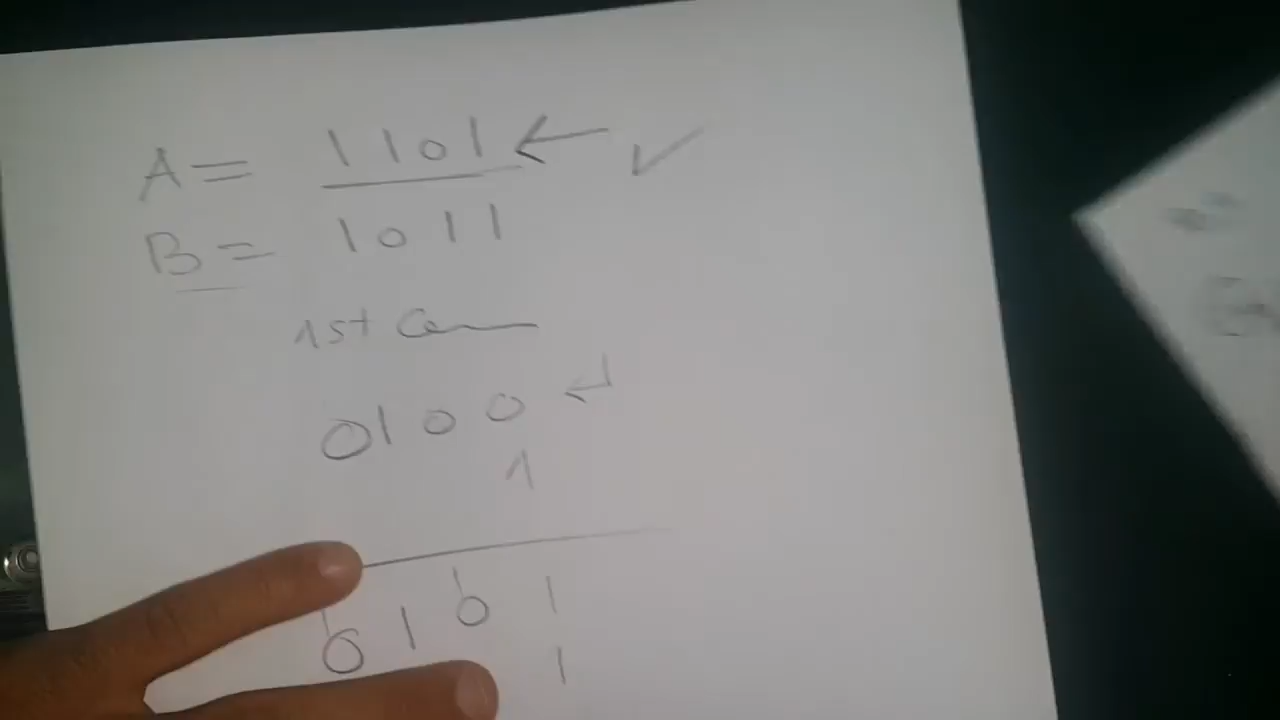 A = 1101 ← ✓
B = 1011
1st
0100 ←
1
0101
1